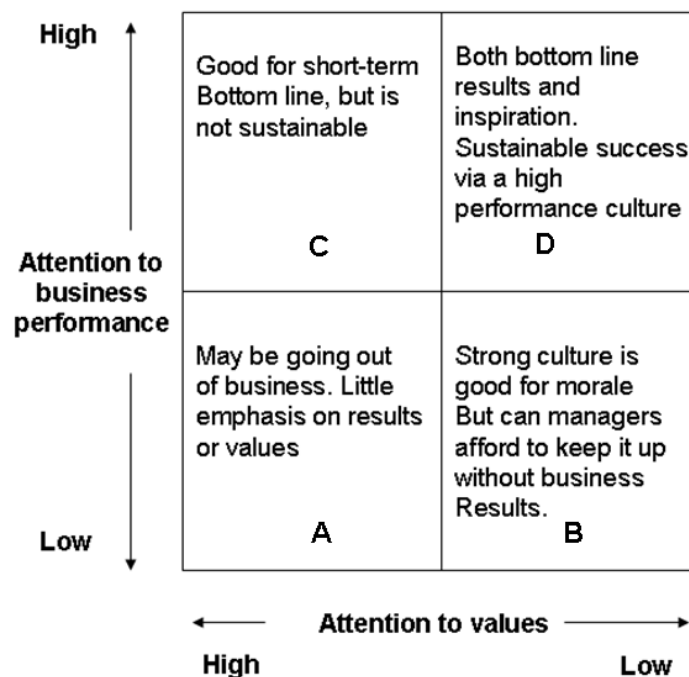 High
Good for short-term
Bottom line, but is
not sustainable
C
Both bottom line
results and
inspiration.
Sustainable success
via a high
performance culture
D
Attention to
business
performance
May be going out
of business. Little
emphasis on results
or values
A
Strong culture is
good for morale
But can managers
afford to keep it up
without business
Results.
B
Low
Attention to values
High
Low